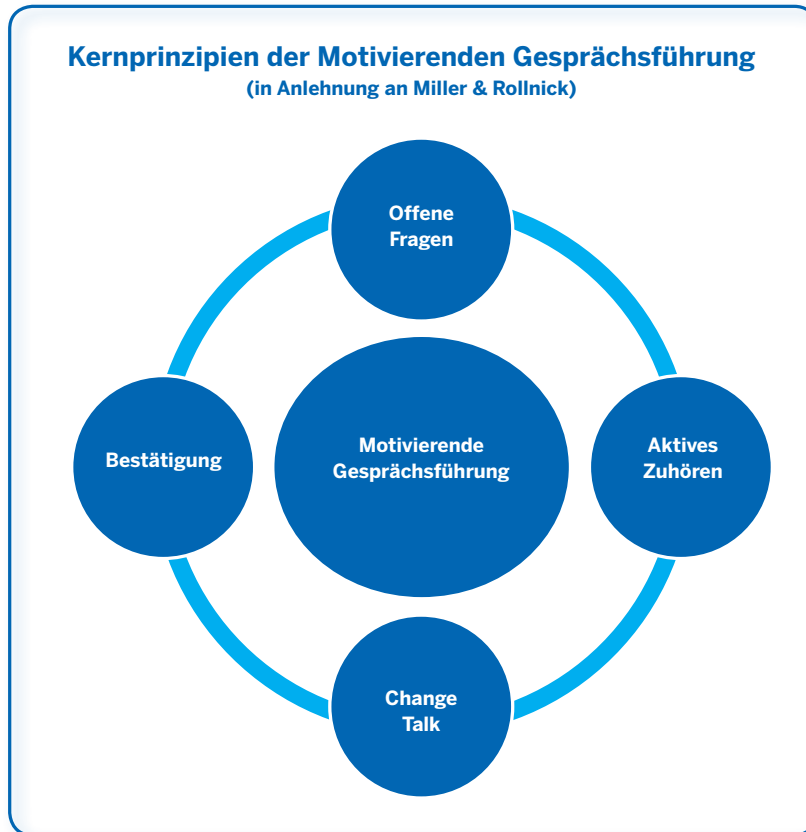 Kernprinzipien der Motivierenden Gesprächsführung
(in Anlehnung an Miller & Rollnick)
Offene
Fragen
Bestätigung
Motivierende
Gesprächsführung
Aktives
Zuhören
Change
Talk